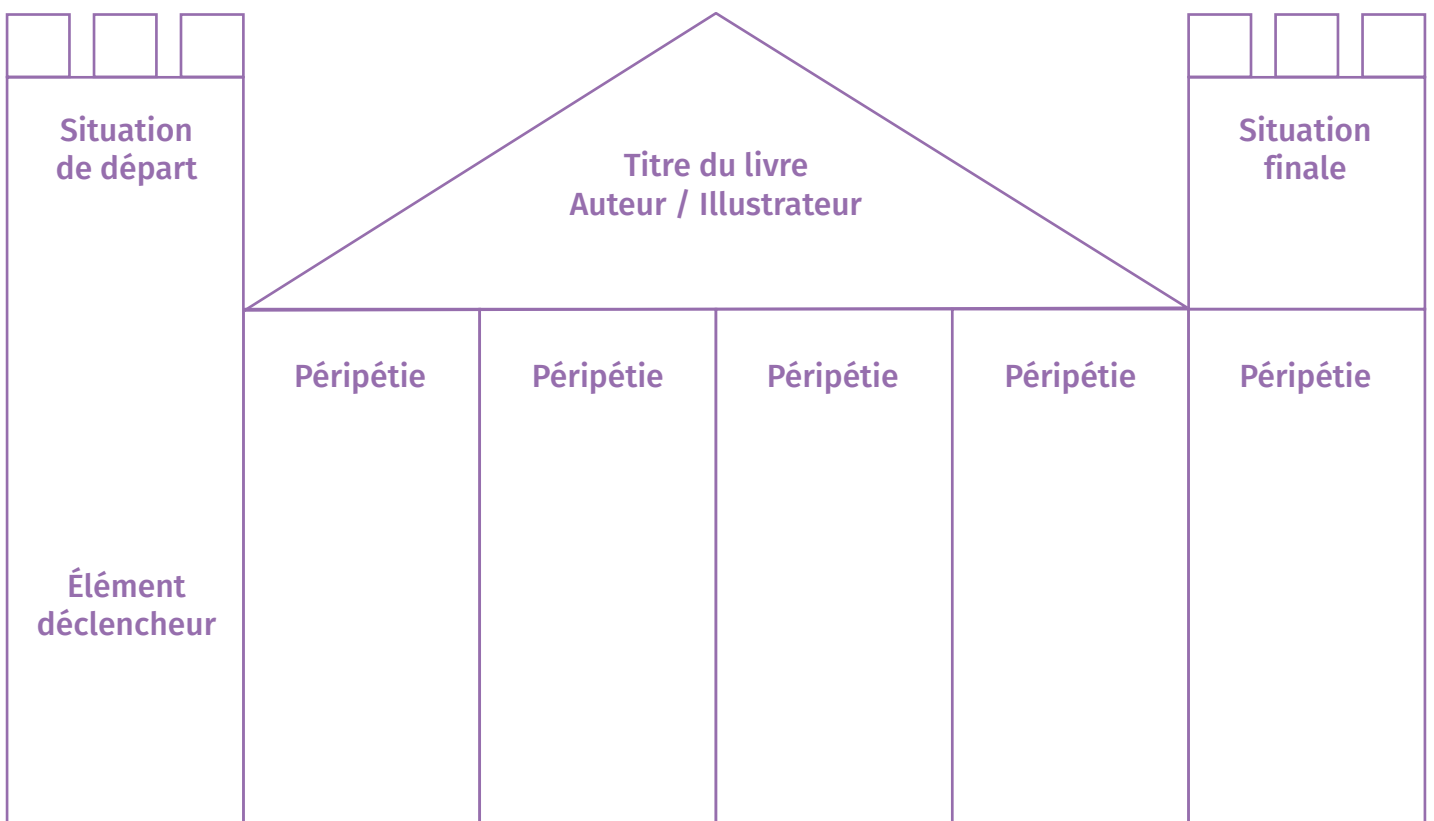 Situation
de départ
Titre du livre
Auteur / Illustrateur
Situation
finale
Péripétie
Péripétie
Péripétie
Péripétie
Péripétie
Élément
déclencheur